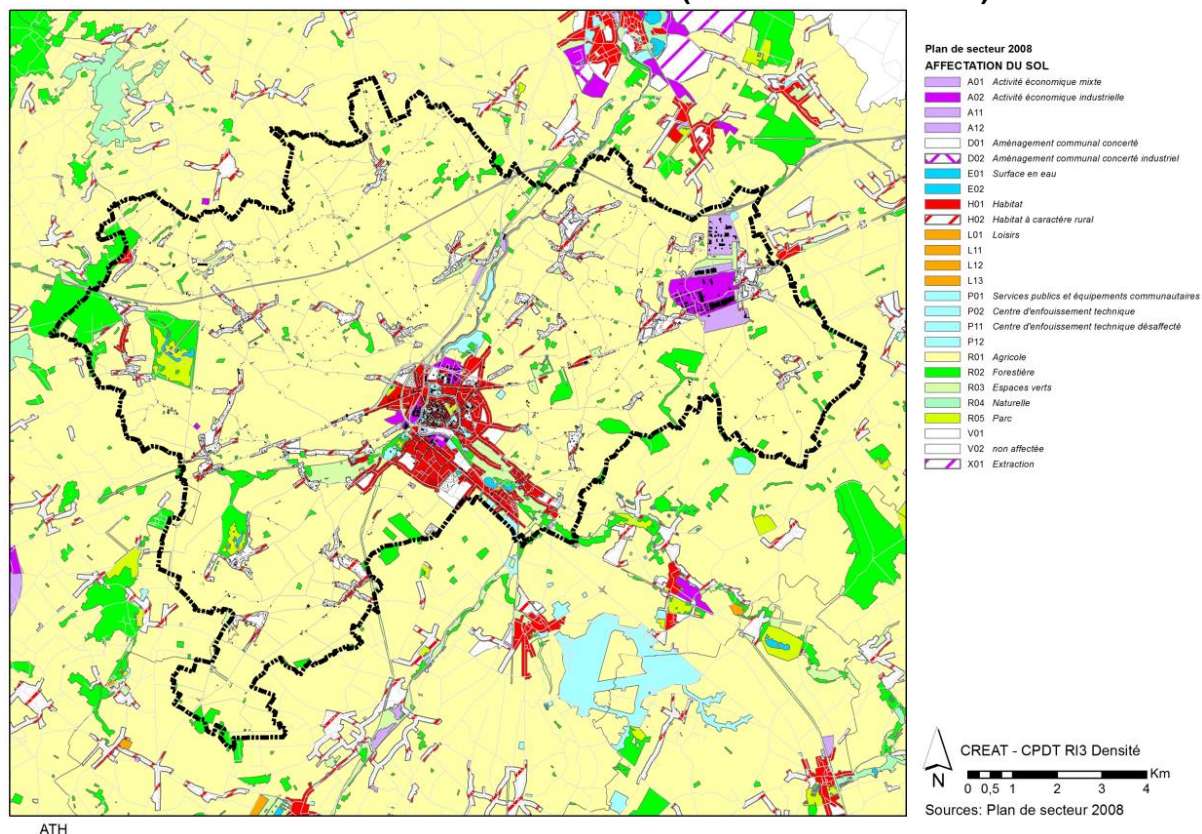 Plan de secteur 2008
AFFECTATION DU SOL
A01 Activité économique mixte
A02 Activité économique industrielle
A11
A12
D01 Aménagement communal concerté
D02 Aménagement communal concerté industriel
E01 Surface en eau
E02
H01 Habitat
H02 Habitat à caractère rural
L01 Loisirs
L11
L12
L13
P01 Services publics et équipements communautaires
P02 Centre d'enfouissement technique
P11 Centre d'enfouissement technique désaffecté
P12
R01 Agricole
R02 Forestière
R03 Espaces verts
R04 Naturelle
R05 Parc
V01
V02 non affectée
X01 Extraction
N
CREAT - CPDT RI3 Densité
0 0,5 1 2 3 4 Km
Sources: Plan de secteur 2008
ATH